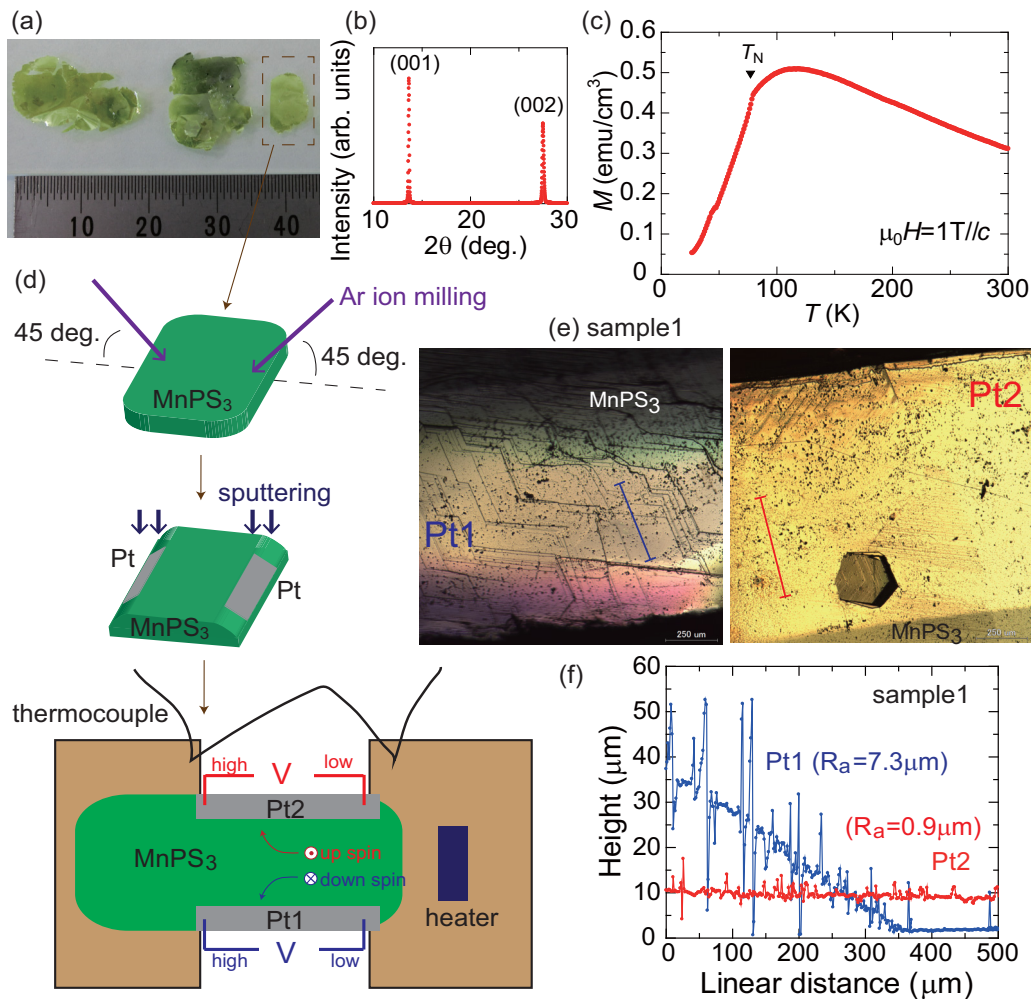 (a)
10 20 30 40
(b)
Intensity (arb. units)
(001)
(002)
10 20 30
2θ (deg.)
(c)
M (emu/cm³)
0.6
0.5
0.4
0.3
0.2
0.1
0
T_N
μ₀H=1T//c
0 100 200 300
T (K)
(d)
Ar ion milling
45 deg.
45 deg.
MnPS₃
sputtering
Pt
Pt
MnPS₃
thermocouple
high V low
Pt2
MnPS₃
up spin
down spin
Pt1
high V low
heater
(e) sample1
MnPS₃
Pt1
250 um
Pt2
MnPS₃
250 um
(f)
Height (μm)
60
50
40
30
20
10
0
sample1
Pt1 (Ra=7.3μm)
(Ra=0.9μm)
Pt2
0 100 200 300 400 500
Linear distance (μm)